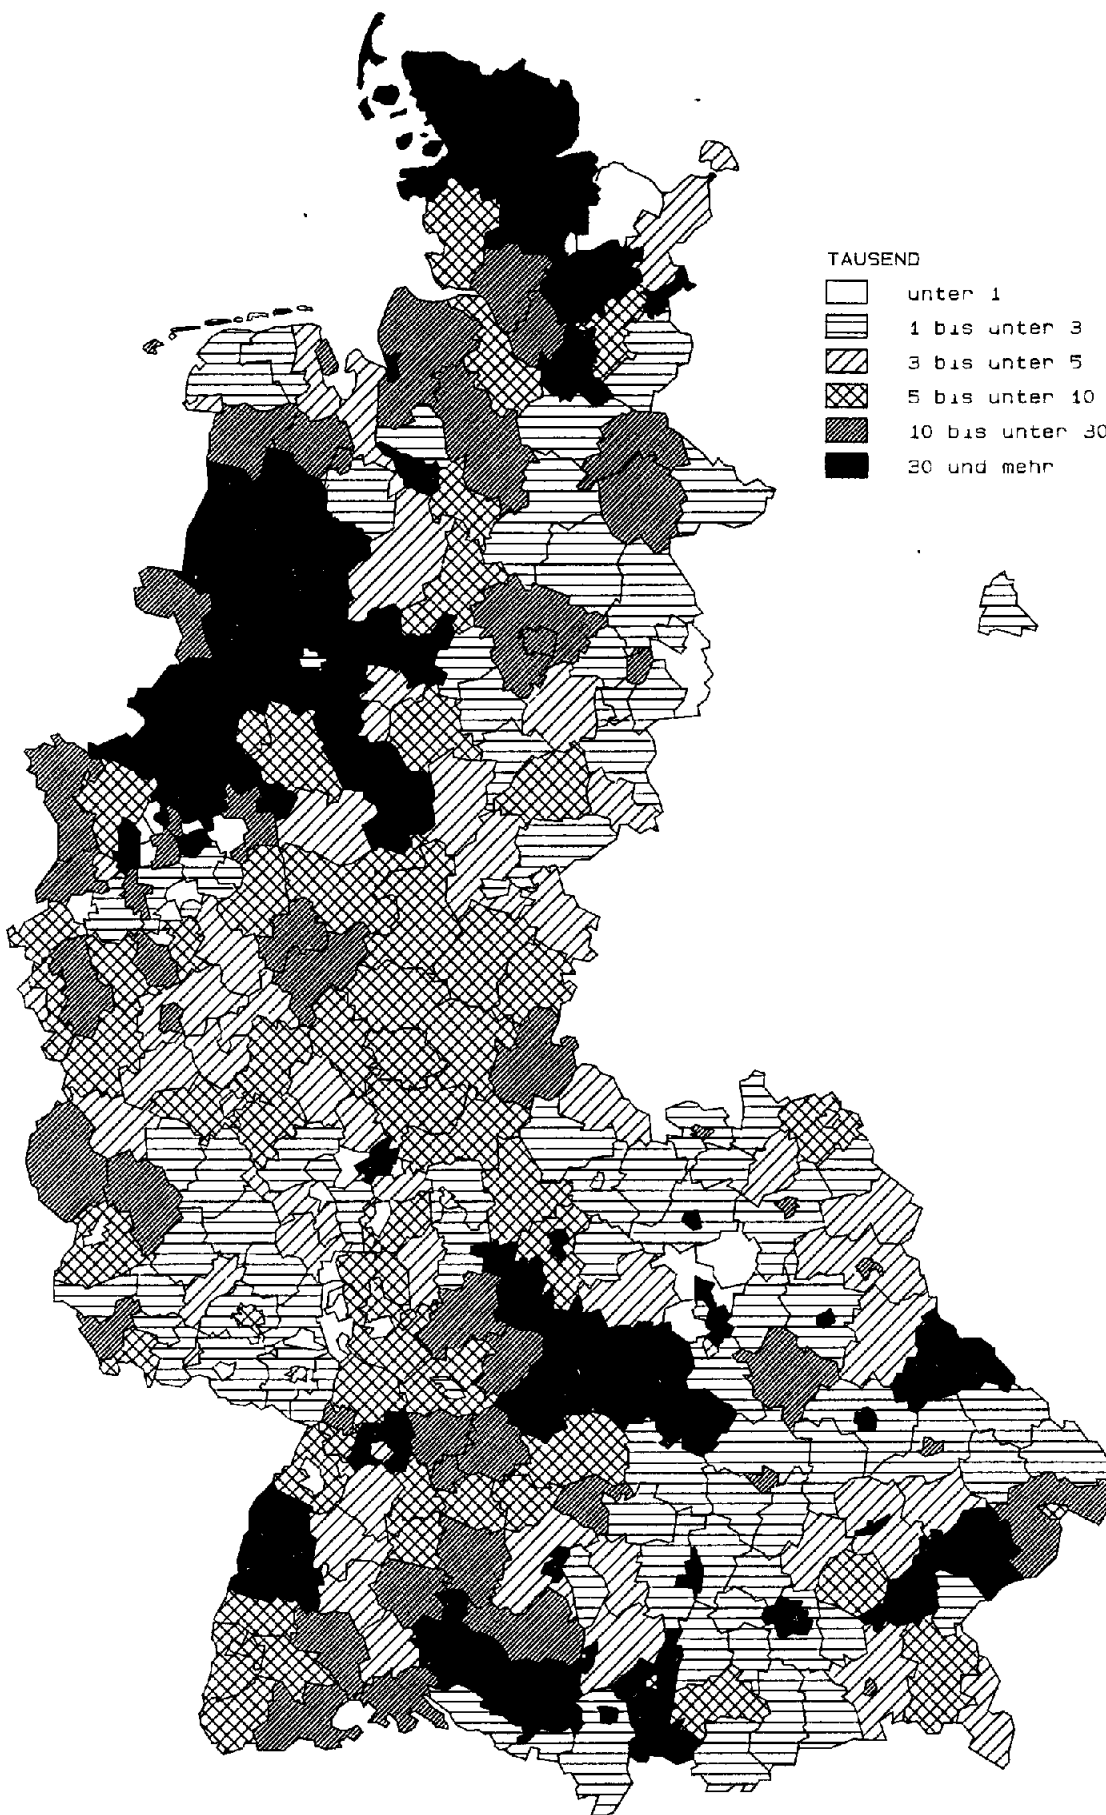 TAUSEND
unter 1
1 bis unter 3
3 bis unter 5
5 bis unter 10
10 bis unter 30
30 und mehr